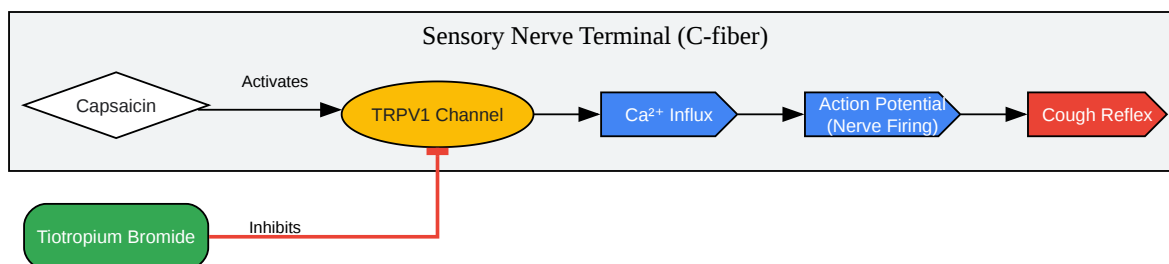 Sensory Nerve Terminal (C-fiber)
Activates
Capsaicin
TRPV1 Channel
Ca²⁺ Influx
Action Potential
(Nerve Firing)
Cough Reflex
Inhibits
Tiotropium Bromide